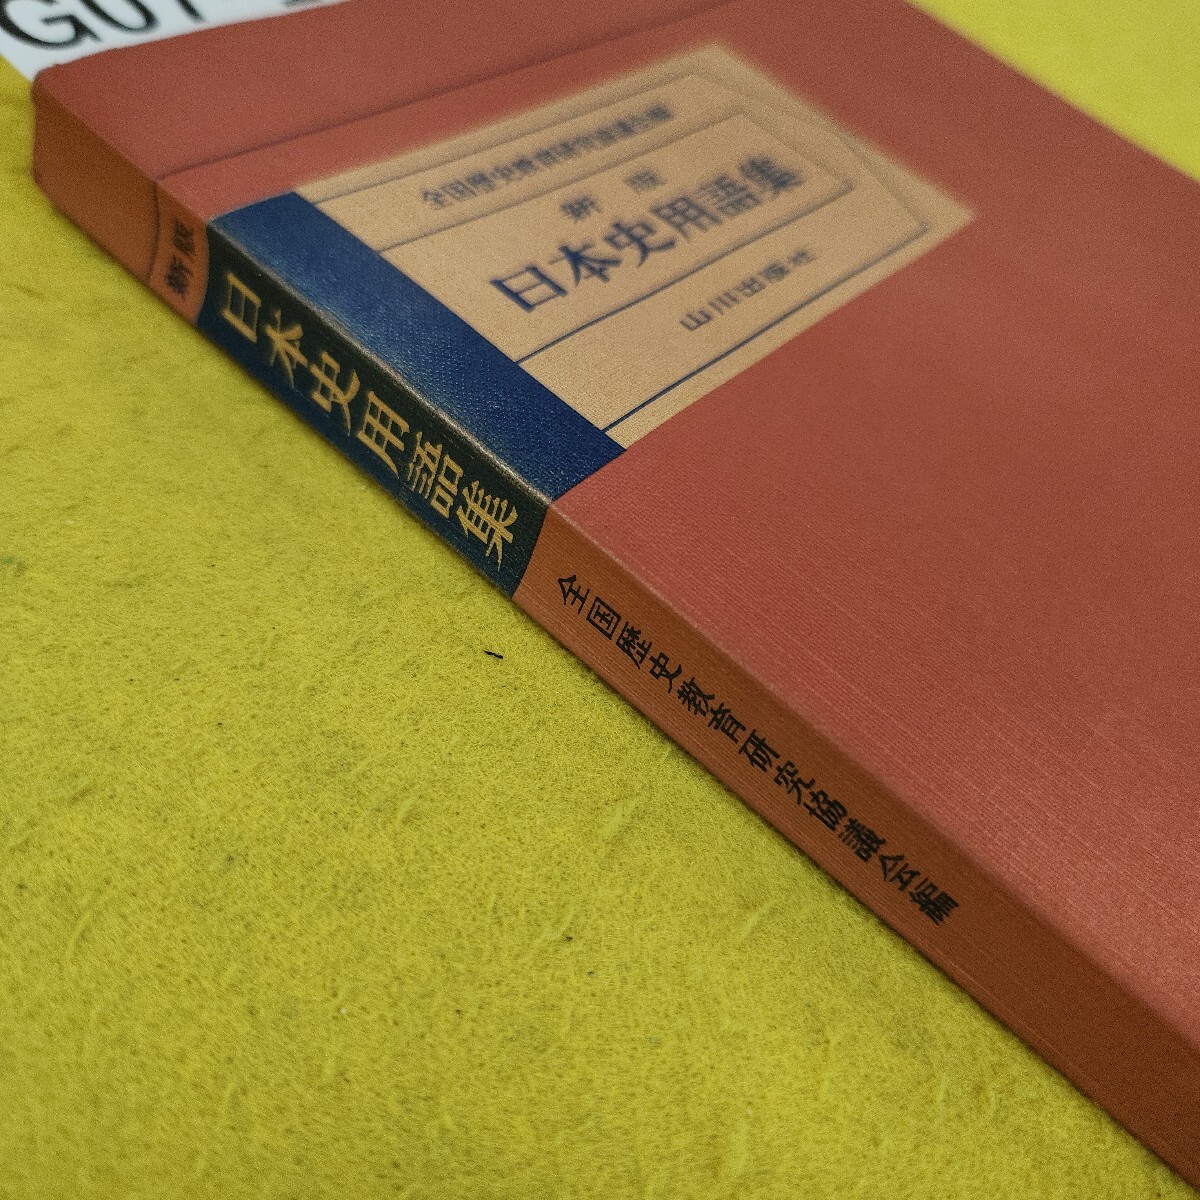 G07
全国歴史教育研究協議会編
新版
日本史用語集
山川出版社
新版
日本史用語集
全国歴史教育研究協議会編